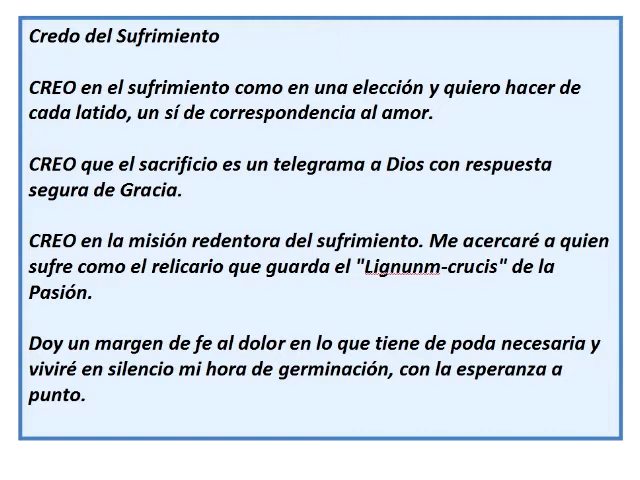 Credo del Sufrimiento
CREO en el sufrimiento como en una elección y quiero hacer de
cada latido, un sí de correspondencia al amor.
CREO que el sacrificio es un telegrama a Dios con respuesta
segura de Gracia.
CREO en la misión redentora del sufrimiento. Me acercaré a quien
sufre como el relicario que guarda el "Lignunm-crucis" de la
Pasión.
Doy un margen de fe al dolor en lo que tiene de poda necesaria y
viviré en silencio mi hora de germinación, con la esperanza a
punto.